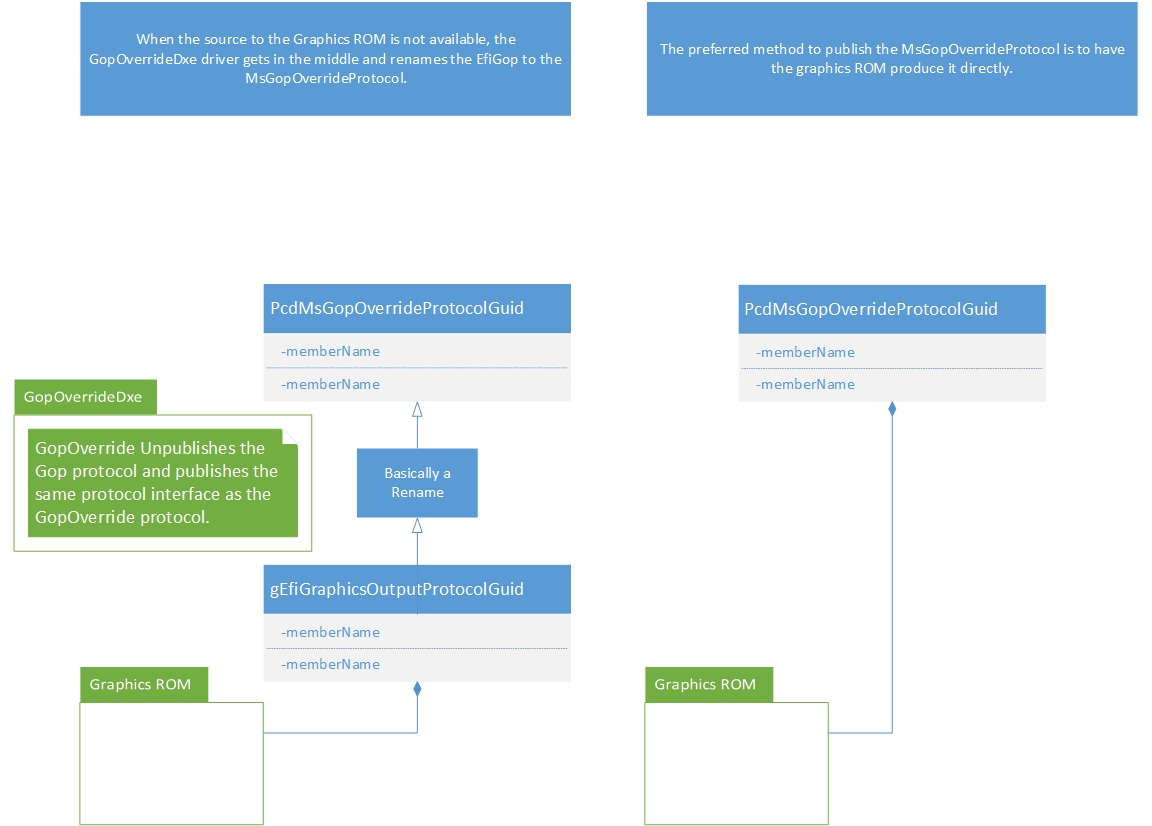 When the source to the Graphics ROM is not available, the
GopOverrideDxe driver gets in the middle and renames the EfiGop to the
MsGopOverrideProtocol.
The preferred method to publish the MsGopOverrideProtocol is to have
the graphics ROM produce it directly.
PcdMsGopOverrideProtocolGuid
-memberName
-memberName
GopOverrideDxe
GopOverride Unpublishes the
Gop protocol and publishes the
same protocol interface as the
GopOverride protocol.
Basically a
Rename
gEfiGraphicsOutputProtocolGuid
-memberName
-memberName
Graphics ROM
PcdMsGopOverrideProtocolGuid
-memberName
-memberName
Graphics ROM